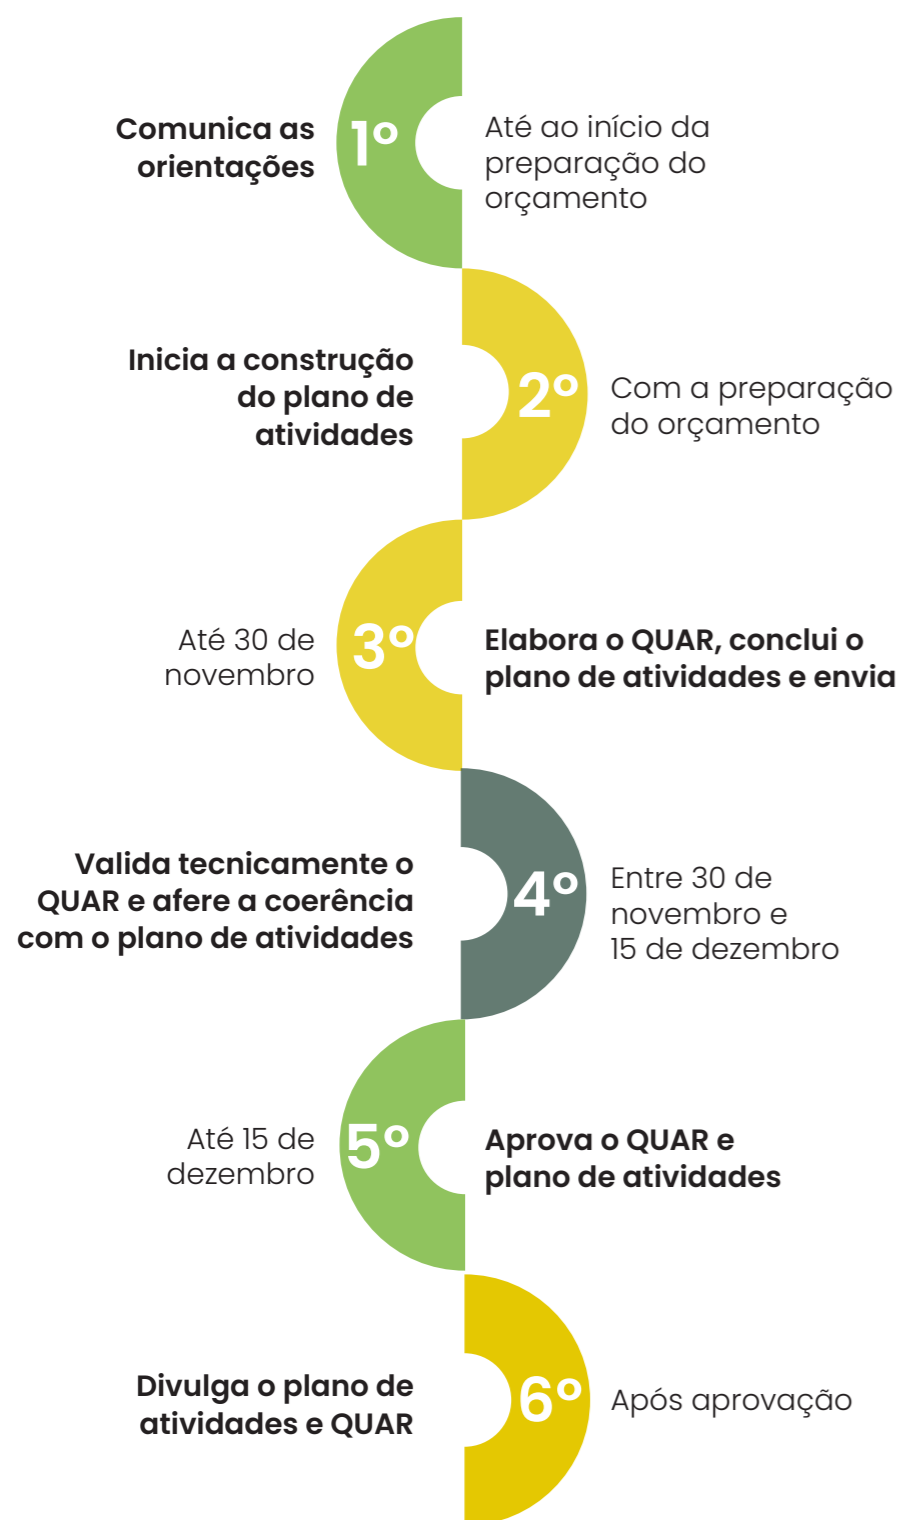 Comunica as
orientações
1º
Até ao início da
preparação do
orçamento
Inicia a construção
do plano de
atividades
2º
Com a preparação
do orçamento
Até 30 de
novembro
3º
Elabora o QUAR, conclui o
plano de atividades e envia
Valida tecnicamente o
QUAR e afere a coerência
com o plano de atividades
4º
Entre 30 de
novembro e
15 de dezembro
Até 15 de
dezembro
5º
Aprova o QUAR e
plano de atividades
Divulga o plano de
atividades e QUAR
6º
Após aprovação